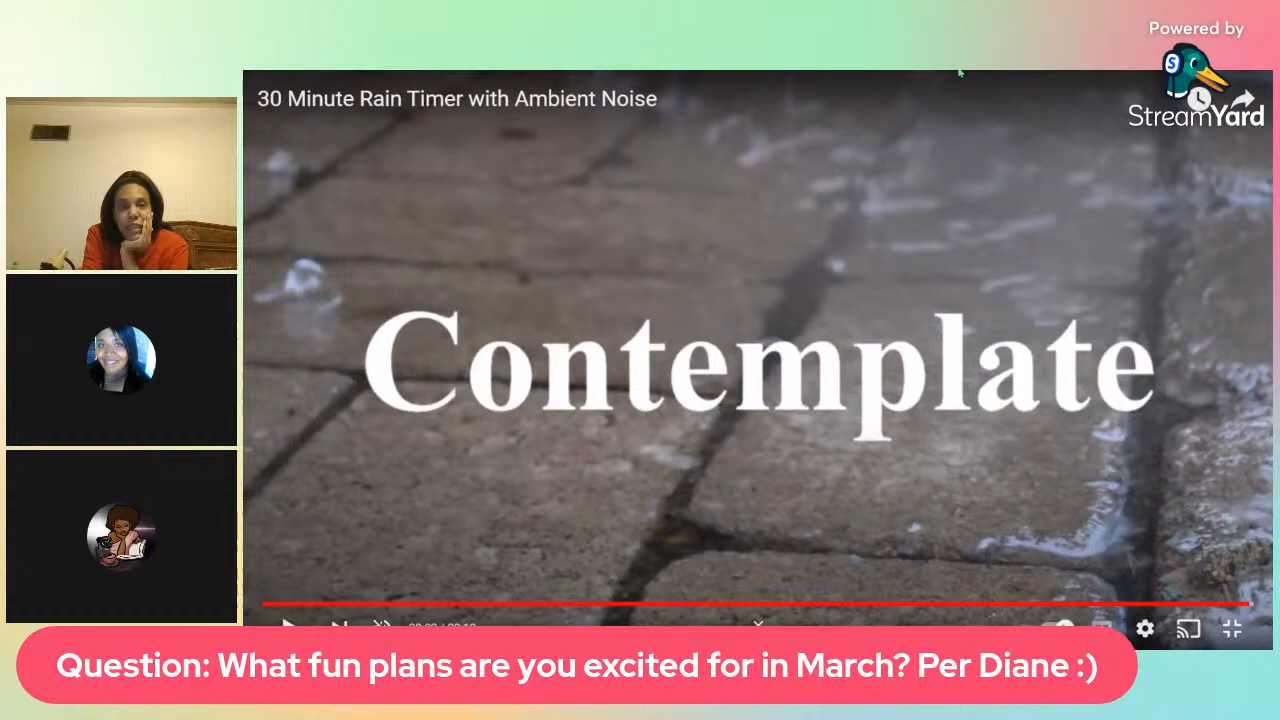 Powered by
S
StreamYard
30 Minute Rain Timer with Ambient Noise
Contemplate
Question: What fun plans are you excited for in March? Per Diane :)